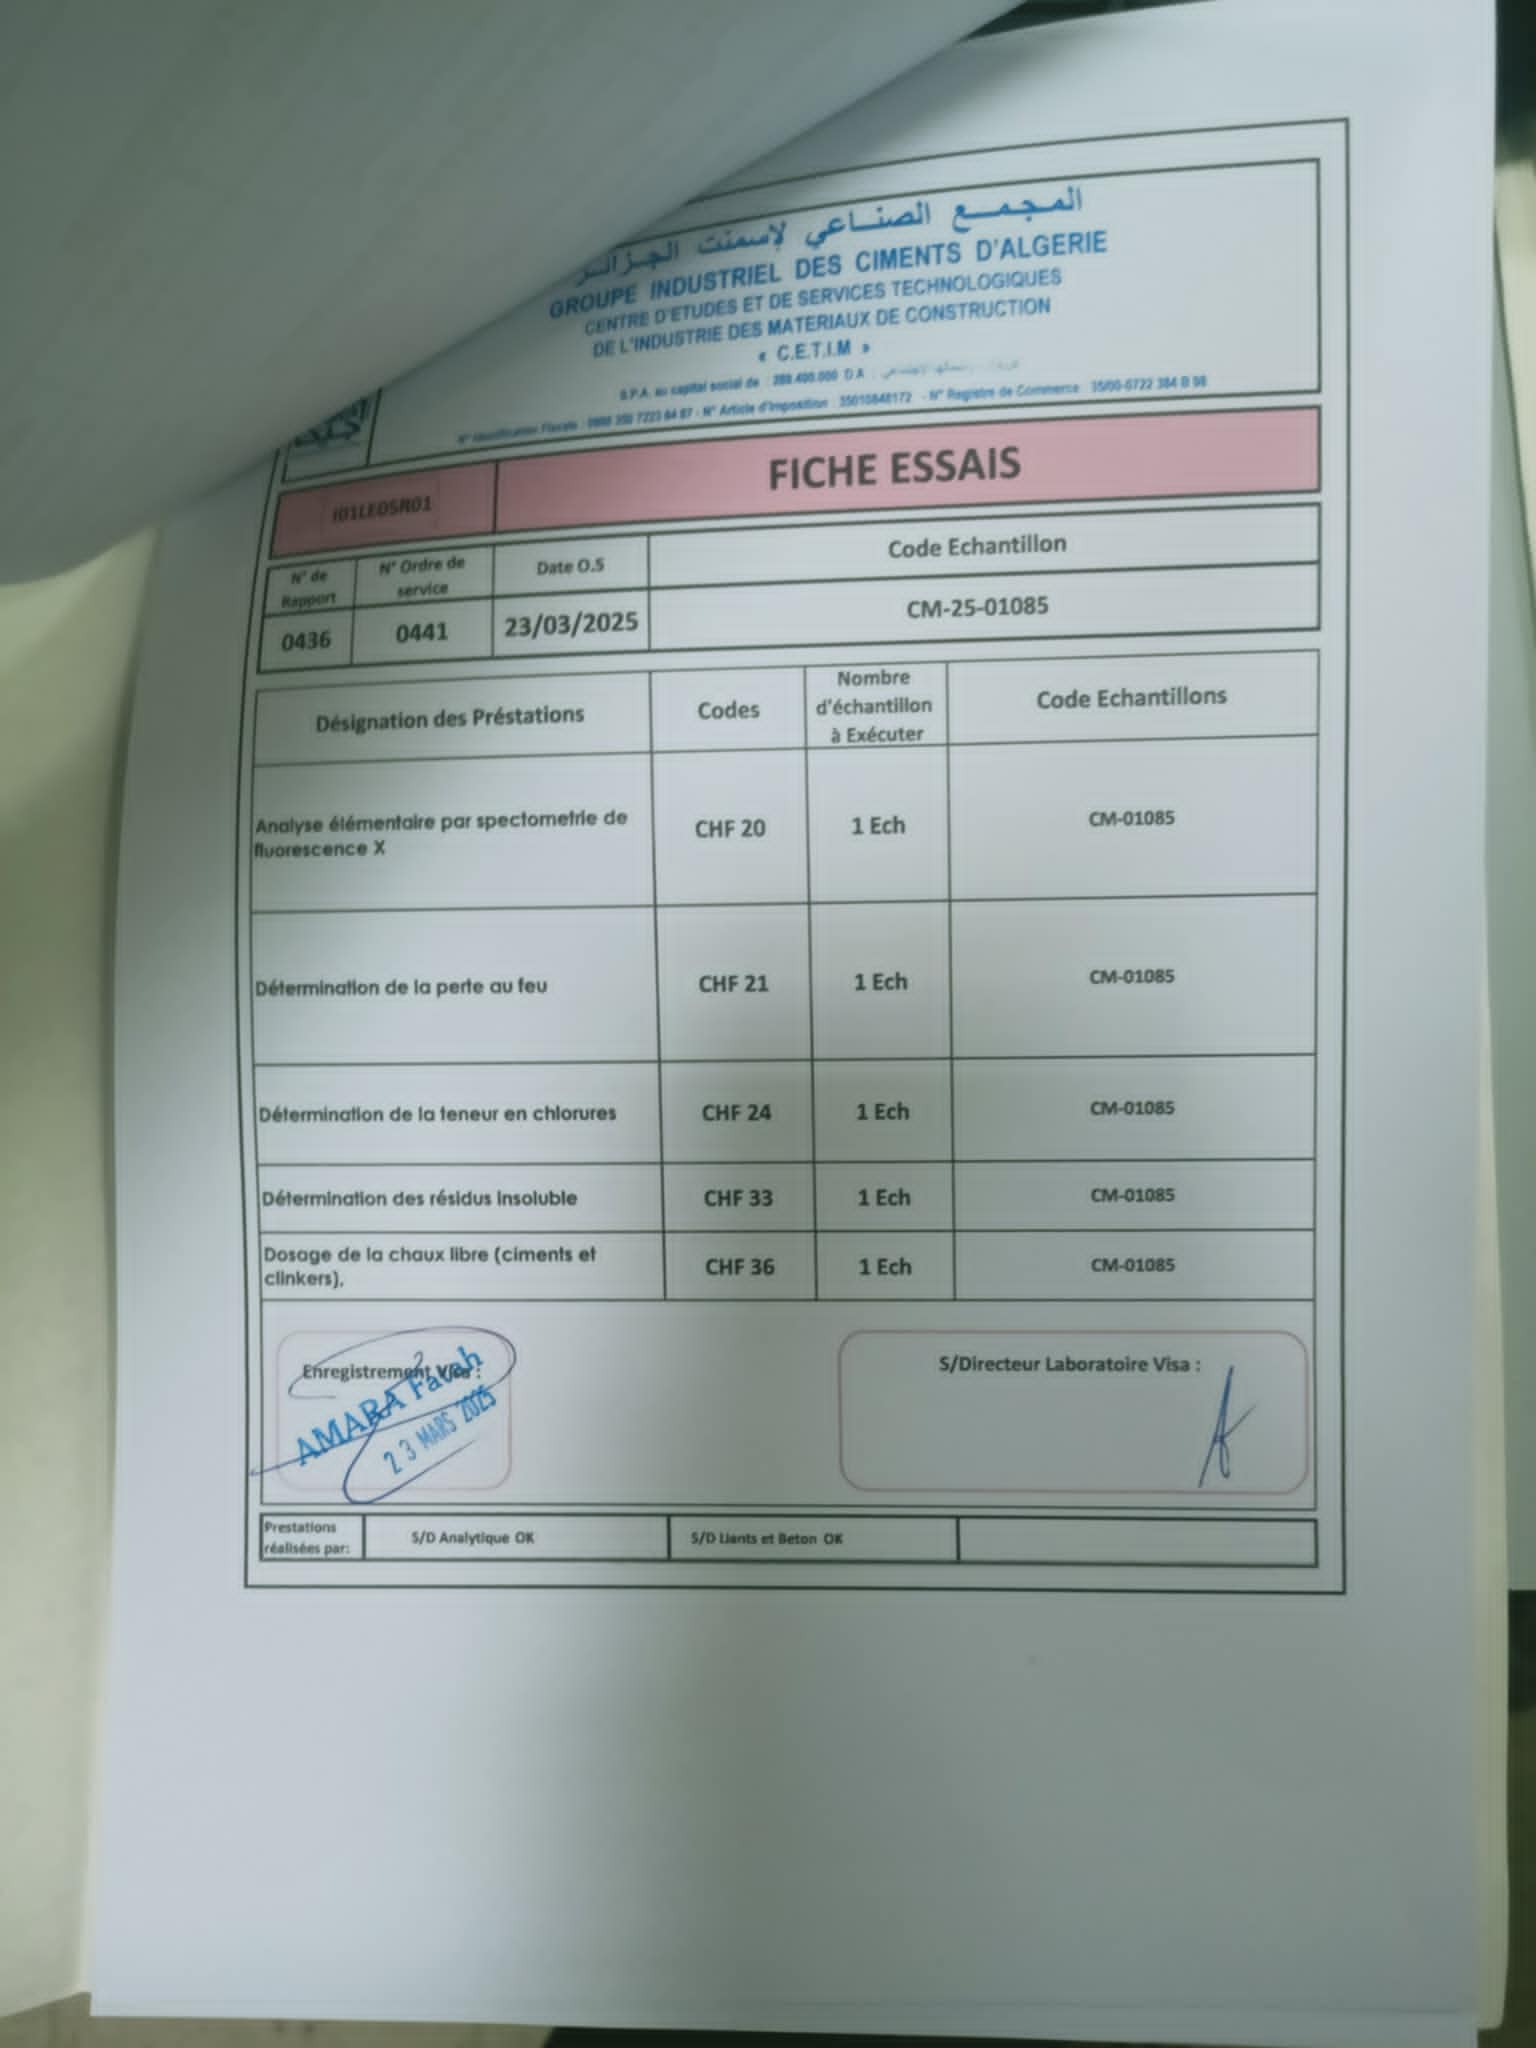 المجمع الصناعي لإسمنت الجزائر
GROUPE INDUSTRIEL DES CIMENTS D'ALGERIE
CENTRE D'ETUDES ET DE SERVICES TECHNOLOGIQUES
DE L'INDUSTRIE DES MATERIAUX DE CONSTRUCTION
« C.E.T.I.M »
S.P.A. au capital social de : 288.400.000 D A
N° Identification Fiscale : - N° Article d'Imposition : 35010848172 - N° Registre de Commerce : 35/00-0722 384 B 98
I01LE05R01
FICHE ESSAIS
N° de Rapport
N° Ordre de service
Date O.S
Code Echantillon
0436
0441
23/03/2025
CM-25-01085
Désignation des Préstations
Codes
Nombre
d'échantillon
à Exécuter
Code Echantillons
Analyse élémentaire par spectometrie de
fluorescence X
CHF 20
1 Ech
CM-01085
Détermination de la perte au feu
CHF 21
1 Ech
CM-01085
Détermination de la teneur en chlorures
CHF 24
1 Ech
CM-01085
Détermination des résidus insoluble
CHF 33
1 Ech
CM-01085
Dosage de la chaux libre (ciments et
clinkers).
CHF 36
1 Ech
CM-01085
Enregistrement Visa :
AMARA Fatah
23 MARS 2025
S/Directeur Laboratoire Visa :
Prestations
réalisées par:
S/D Analytique OK
S/D Liants et Beton OK